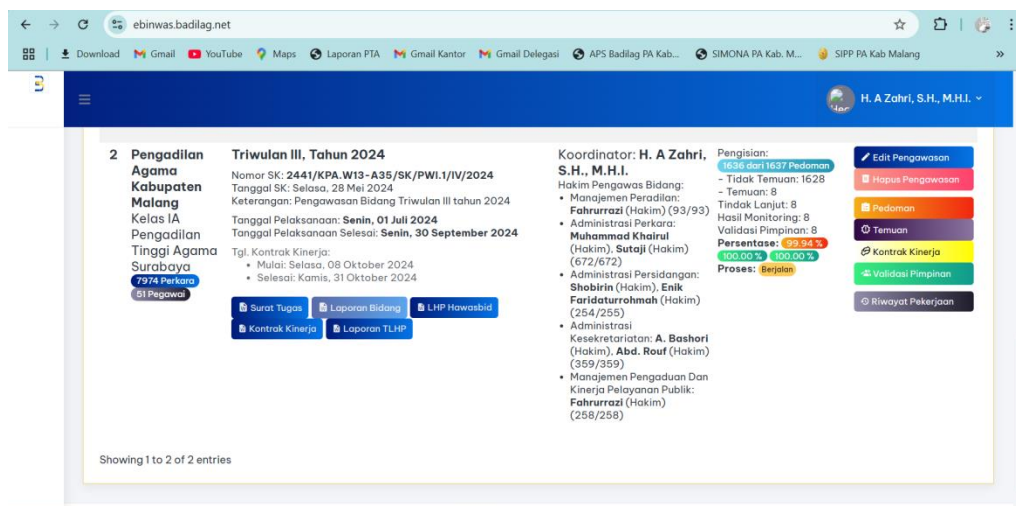 ebinwas.badilag.net
Download Gmail YouTube Maps Laporan PTA Gmail Kantor Gmail Delegasi APS Badilag PA Kab... SIMONA PA Kab. M... SIPP PA Kab Malang »
H. A Zahri, S.H., M.H.I.
2 Pengadilan
Agama
Kabupaten
Malang
Kelas IA
Pengadilan
Tinggi Agama
Surabaya
7974 Perkara
51 Pegawai
Triwulan III, Tahun 2024
Nomor SK: 2441/KPA.W13-A35/SK/PWI.1/IV/2024
Tanggal SK: Selasa, 28 Mei 2024
Keterangan: Pengawasan Bidang Triwulan III tahun 2024
Tanggal Pelaksanaan: Senin, 01 Juli 2024
Tanggal Pelaksanaan Selesai: Senin, 30 September 2024
Tgl. Kontrak Kinerja:
• Mulai: Selasa, 08 Oktober 2024
• Selesai: Kamis, 31 Oktober 2024
Surat Tugas Laporan Bidang LHP Hawasbid
Kontrak Kinerja Laporan TLHP
Koordinator: H. A Zahri,
S.H., M.H.I.
Hakim Pengawas Bidang:
• Manajemen Peradilan:
Fahrurrazi (Hakim) (93/93)
• Administrasi Perkara:
Muhammad Khairul
(Hakim), Sutaji (Hakim)
(672/672)
• Administrasi Persidangan:
Shobirin (Hakim), Enik
Faridaturrohmah (Hakim)
(254/255)
• Administrasi
Kesekretariatan: A. Bashori
(Hakim), Abd. Rouf (Hakim)
(359/359)
• Manajemen Pengaduan Dan
Kinerja Pelayanan Publik:
Fahrurrazi (Hakim)
(258/258)
Pengisian:
1636 dari 1637 Pedoman
- Tidak Temuan: 1628
- Temuan: 8
Tindak Lanjut: 8
Hasil Monitoring: 8
Validasi Pimpinan: 8
Persentase: 99.94 %
100.00 % 100.00 %
Proses: Berjalan
Edit Pengawasan
Hapus Pengawasan
Pedoman
Temuan
Kontrak Kinerja
Validasi Pimpinan
Riwayat Pekerjaan
Showing 1 to 2 of 2 entries